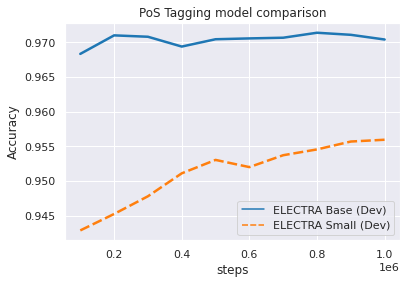 PoS Tagging model comparison
0.970
0.965
0.960
0.955
0.950
0.945
Accuracy
ELECTRA Base (Dev)
ELECTRA Small (Dev)
0.2 0.4 0.6 0.8 1.0
1e6
steps